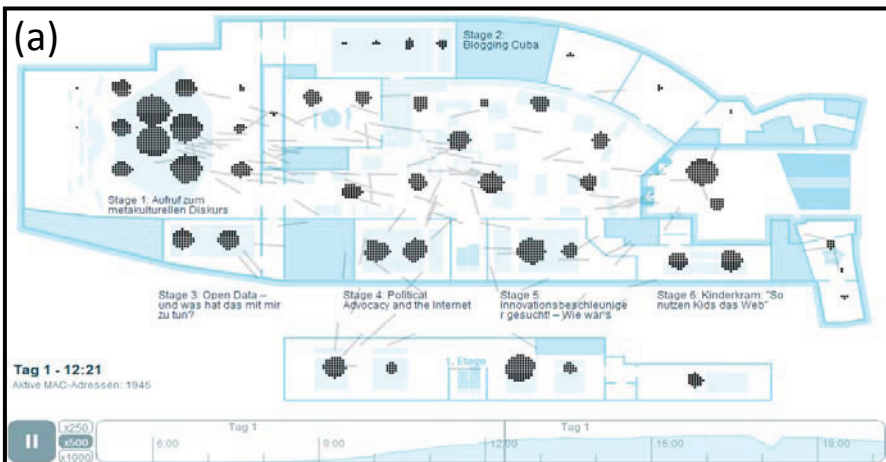 (a)
Stage 2:
Blogging Cuba
Stage 1: Aufruf zum
metakulturellen Diskurs
Stage 3: Open Data –
und was hat das mit mir
zu tun?
Stage 4: Political
Advocacy and the Internet
Stage 5:
Innovationsbeschleunige
r gesucht! – Wie wärs
Stage 6: Kinderkram: "So
nutzen Kids das Web"
1. Etage
Tag 1 - 12:21
Aktive MAC-Adressen: 1945
x250
x500
x1000
Tag 1
Tag 1
6:00
9:00
12:00
15:00
18:00